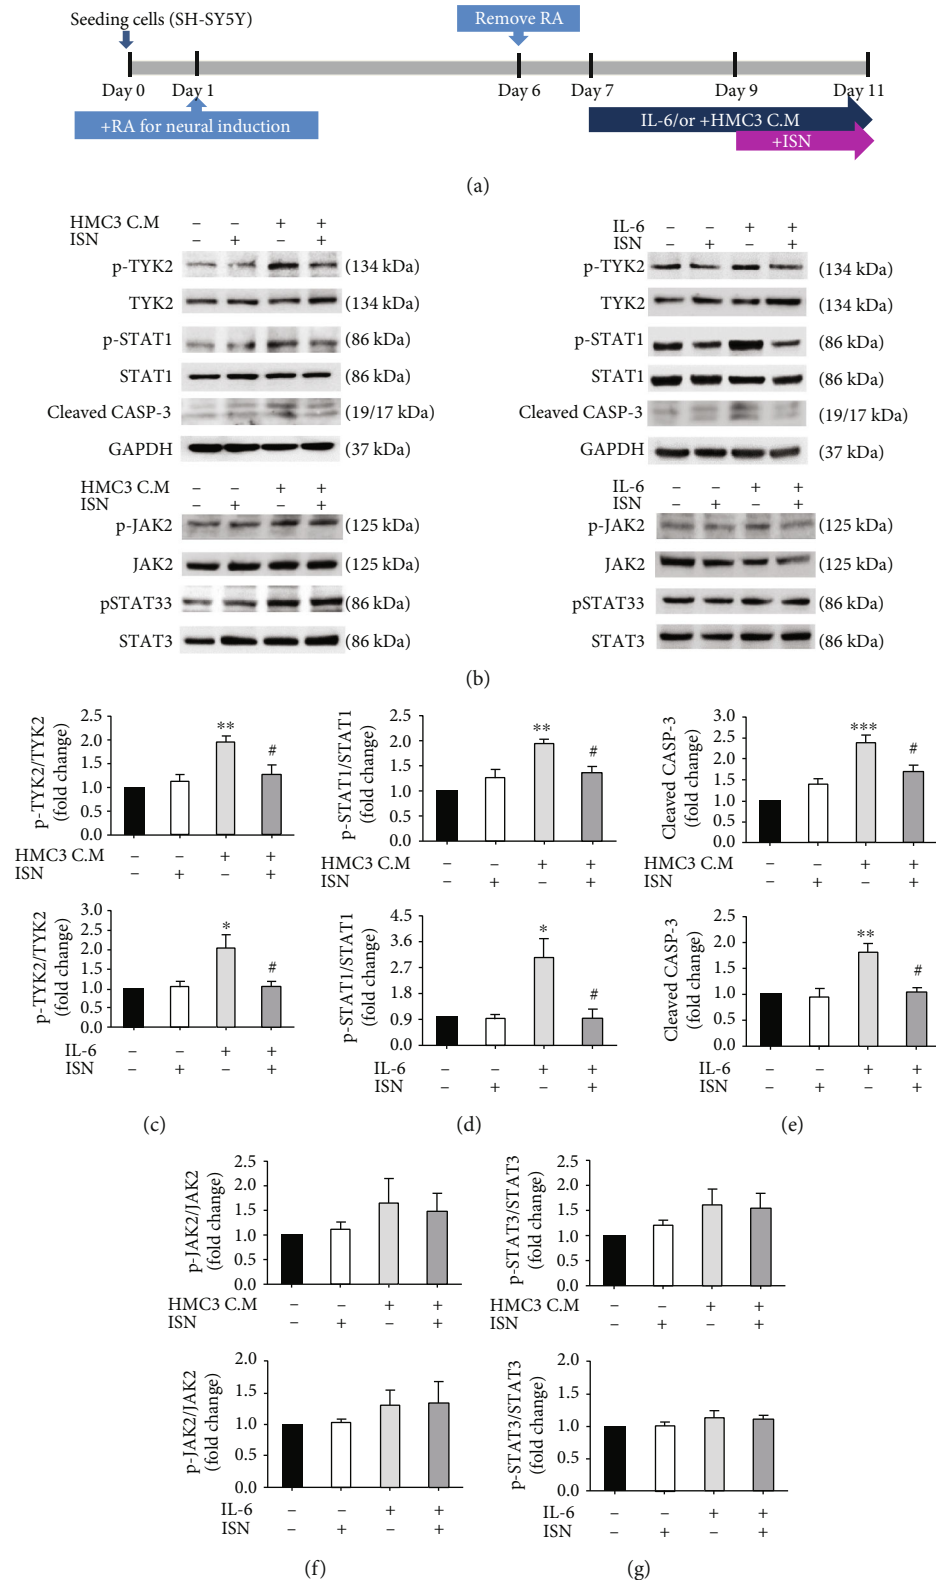 Seeding cells (SH-SY5Y)
Remove RA
Day 0 Day 1 Day 6 Day 7 Day 9 Day 11
+RA for neural induction
IL-6/or +HMC3 C.M
+ISN
(a)
HMC3 C.M – – + +
ISN – + – +
p-TYK2 (134 kDa)
TYK2 (134 kDa)
p-STAT1 (86 kDa)
STAT1 (86 kDa)
Cleaved CASP-3 (19/17 kDa)
GAPDH (37 kDa)
HMC3 C.M – – + +
ISN – + – +
p-JAK2 (125 kDa)
JAK2 (125 kDa)
pSTAT33 (86 kDa)
STAT3 (86 kDa)
IL-6 – – + +
ISN – + – +
p-TYK2 (134 kDa)
TYK2 (134 kDa)
p-STAT1 (86 kDa)
STAT1 (86 kDa)
Cleaved CASP-3 (19/17 kDa)
GAPDH (37 kDa)
IL-6 – – + +
ISN – + – +
p-JAK2 (125 kDa)
JAK2 (125 kDa)
pSTAT33 (86 kDa)
STAT3 (86 kDa)
(b)
p-TYK2/TYK2
(fold change)
2.5
2.0
1.5
1.0
0.5
0.0
** #
HMC3 C.M – – + +
ISN – + – +
p-TYK2/TYK2
(fold change)
3.0
2.5
2.0
1.5
1.0
0.5
0.0
* #
IL-6 – – + +
ISN – + – +
(c)
p-STAT1/STAT1
(fold change)
2.5
2.0
1.5
1.0
0.5
0.0
** #
HMC3 C.M – – + +
ISN – + – +
p-STAT1/STAT1
(fold change)
4.5
3.6
2.7
1.8
0.9
0.0
* #
IL-6 – – + +
ISN – + – +
(d)
Cleaved CASP-3
(fold change)
3.0
2.5
2.0
1.5
1.0
0.5
0.0
*** #
HMC3 C.M – – + +
ISN – + – +
Cleaved CASP-3
(fold change)
2.5
2.0
1.5
1.0
0.5
0.0
** #
IL-6 – – + +
ISN – + – +
(e)
p-JAK2/JAK2
(fold change)
2.5
2.0
1.5
1.0
0.5
0.0
HMC3 C.M – – + +
ISN – + – +
p-JAK2/JAK2
(fold change)
2.0
1.5
1.0
0.5
0.0
IL-6 – – + +
ISN – + – +
(f)
p-STAT3/STAT3
(fold change)
2.5
2.0
1.5
1.0
0.5
0.0
HMC3 C.M – – + +
ISN – + – +
p-STAT3/STAT3
(fold change)
2.0
1.5
1.0
0.5
0.0
IL-6 – – + +
ISN – + – +
(g)